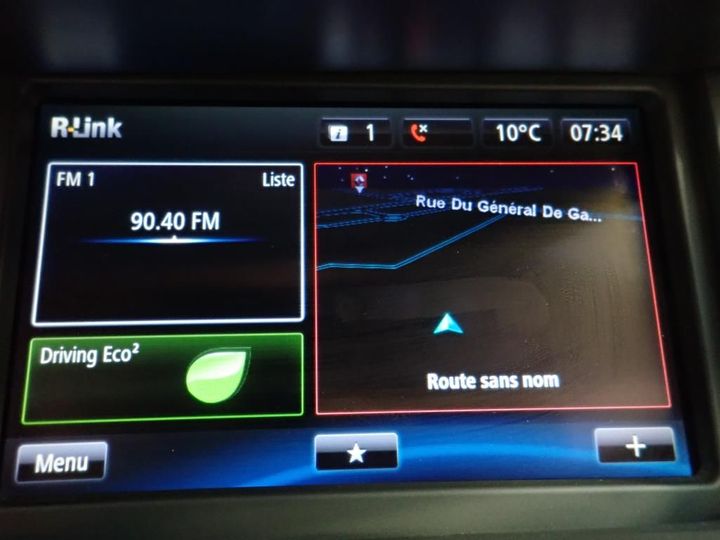 R-Link
1
10°C
07:34
FM 1
Liste
90.40 FM
Rue Du Général De Ga...
Driving Eco²
Route sans nom
Menu